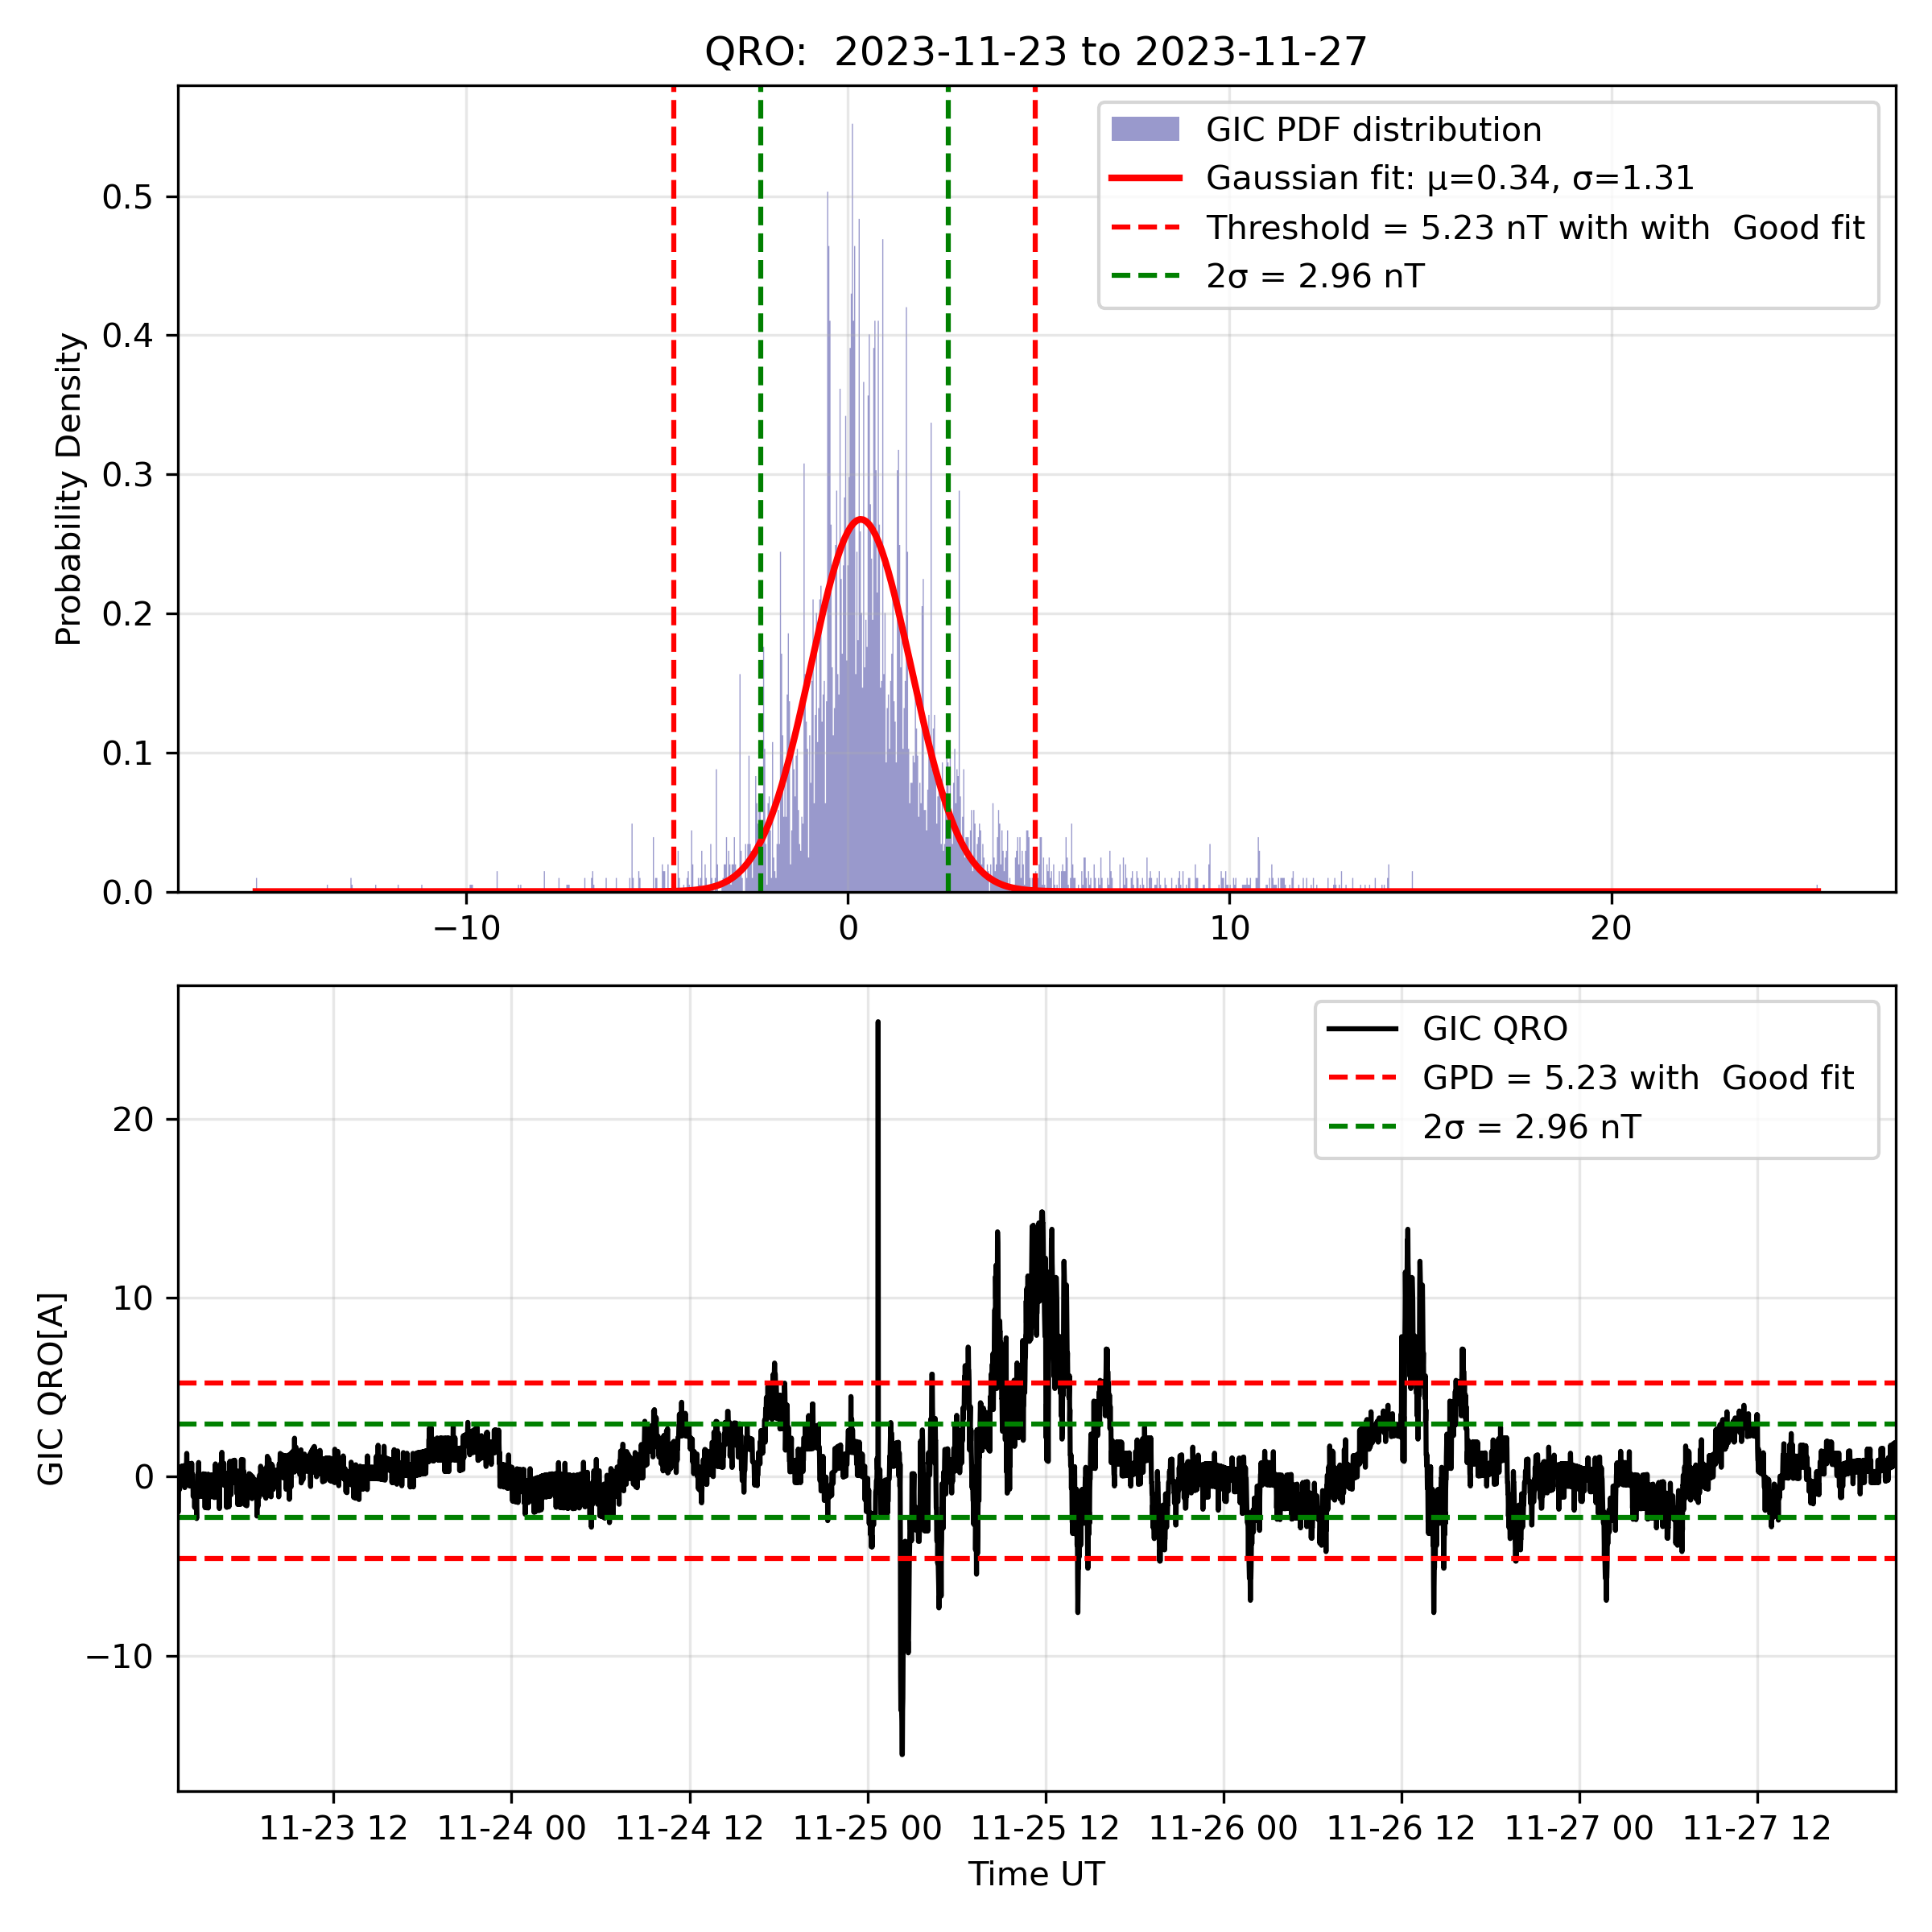 QRO:  2023-11-23 to 2023-11-27
GIC PDF distribution
Gaussian fit: μ=0.34, σ=1.31
Threshold = 5.23 nT with with  Good fit
2σ = 2.96 nT
Probability Density
0.5
0.4
0.3
0.2
0.1
0.0
−10 0 10 20
GIC QRO
GPD = 5.23 with  Good fit
2σ = 2.96 nT
GIC QRO[A]
20
10
0
−10
11-23 12 11-24 00 11-24 12 11-25 00 11-25 12 11-26 00 11-26 12 11-27 00 11-27 12
Time UT